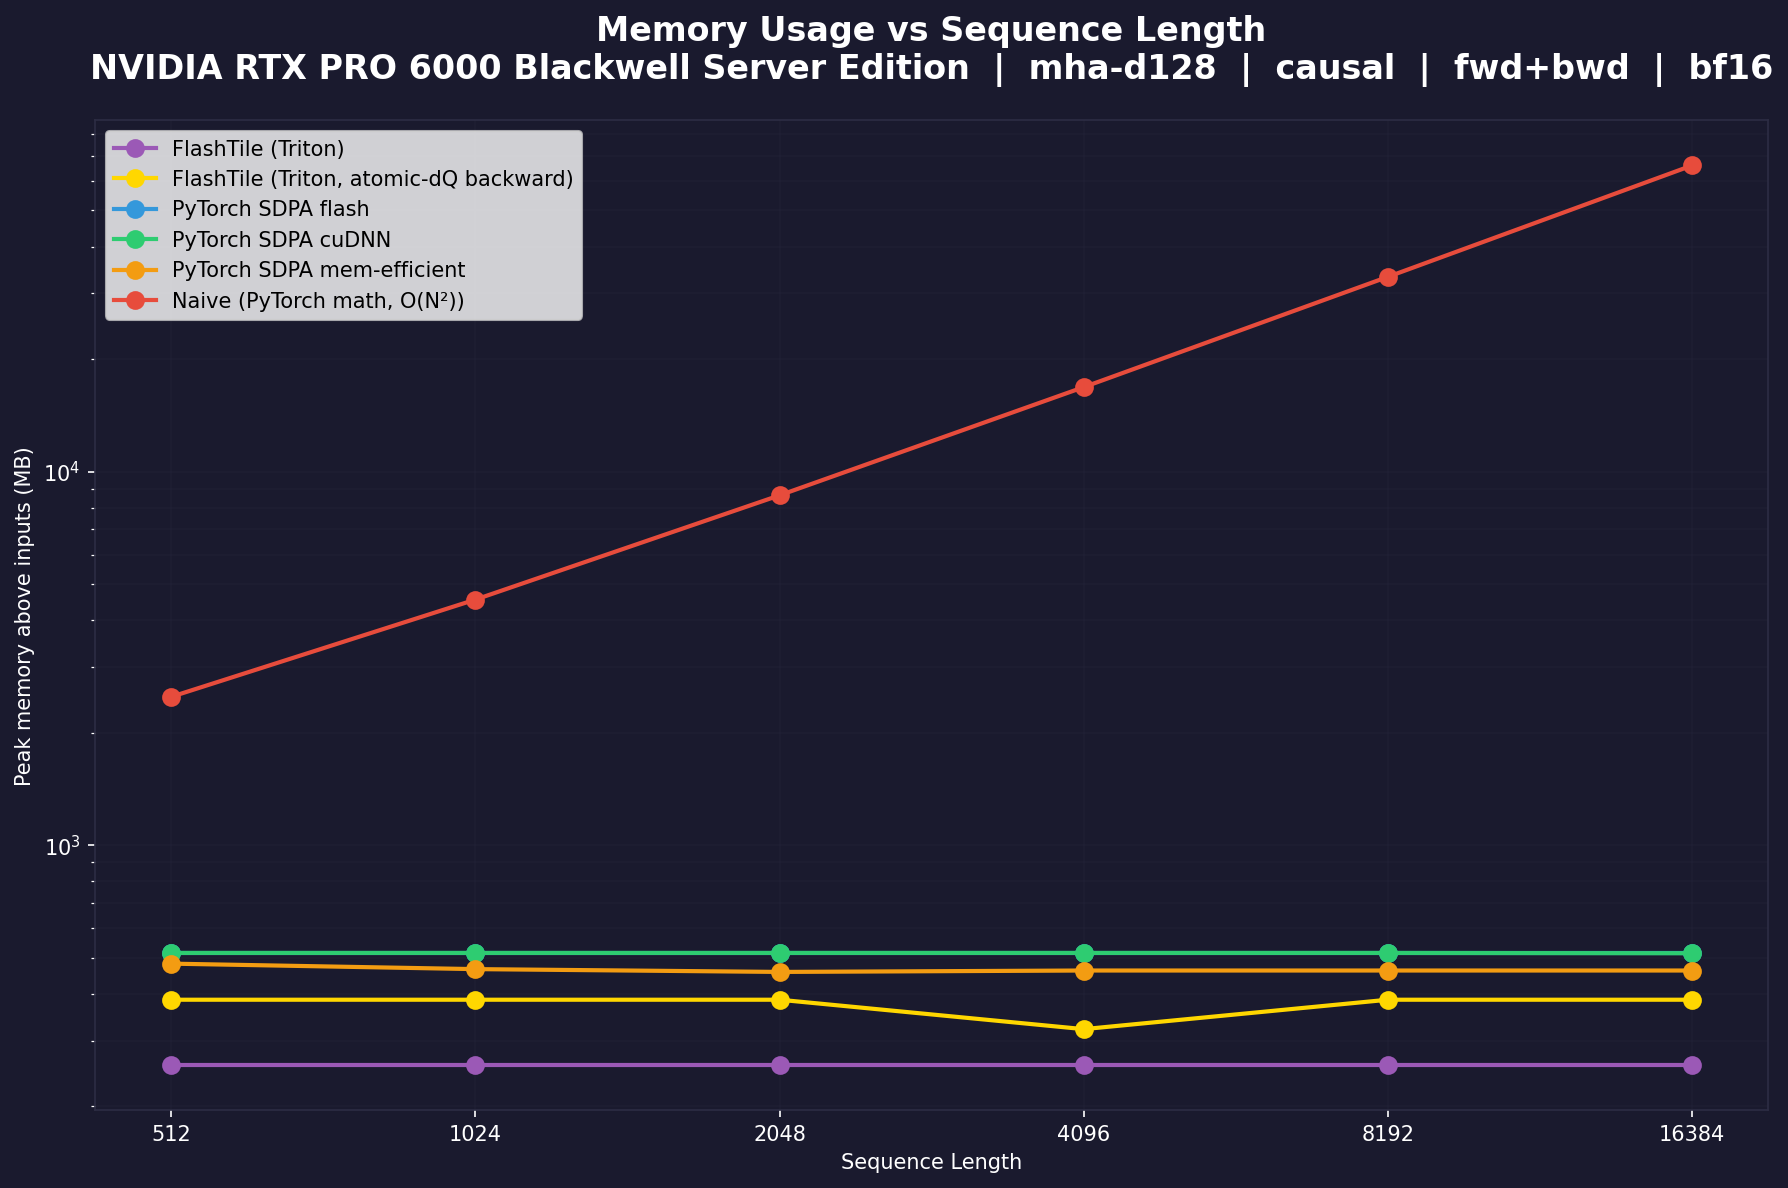 Memory Usage vs Sequence Length
NVIDIA RTX PRO 6000 Blackwell Server Edition | mha-d128 | causal | fwd+bwd | bf16
FlashTile (Triton)
FlashTile (Triton, atomic-dQ backward)
PyTorch SDPA flash
PyTorch SDPA cuDNN
PyTorch SDPA mem-efficient
Naive (PyTorch math, O(N²))
Peak memory above inputs (MB)
10⁴
10³
512 1024 2048 4096 8192 16384
Sequence Length